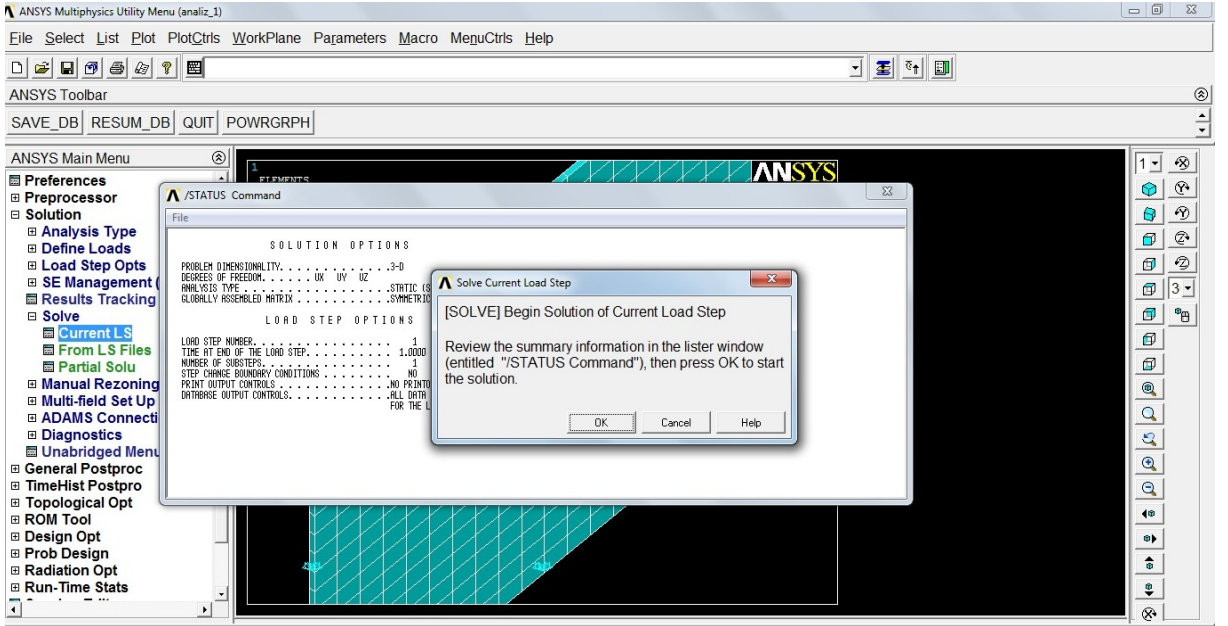 ANSYS Multiphysics Utility Menu (analiz_1)
File Select List Plot PlotCtrls WorkPlane Parameters Macro MenuCtrls Help
ANSYS Toolbar
SAVE_DB RESUM_DB QUIT POWRGRPH
ANSYS Main Menu
Preferences
Preprocessor
Solution
Analysis Type
Define Loads
Load Step Opts
SE Management (
Results Tracking
Solve
Current LS
From LS Files
Partial Solu
Manual Rezoning
Multi-field Set Up
ADAMS Connecti
Diagnostics
Unabridged Menu
General Postproc
TimeHist Postpro
Topological Opt
ROM Tool
Design Opt
Prob Design
Radiation Opt
Run-Time Stats
1
ELEMENTS
ANSYS
/STATUS Command
File
SOLUTION OPTIONS
PROBLEM DIMENSIONALITY. . . . . . . . . . . . .3-D
DEGREES OF FREEDOM. . . . . . UX UY UZ
ANALYSIS TYPE . . . . . . . . . . . . . . . . .STATIC (S
GLOBALLY ASSEMBLED MATRIX . . . . . . . . . . .SYMMETRIC
LOAD STEP OPTIONS
LOAD STEP NUMBER. . . . . . . . . . . . . . . . 1
TIME AT END OF THE LOAD STEP. . . . . . . . . . 1.0000
NUMBER OF SUBSTEPS. . . . . . . . . . . . . . . 1
STEP CHANGE BOUNDARY CONDITIONS . . . . . . . . NO
PRINT OUTPUT CONTROLS . . . . . . . . . . . . .NO PRINTO
DATABASE OUTPUT CONTROLS. . . . . . . . . . . .ALL DATA
FOR THE L
Solve Current Load Step
[SOLVE] Begin Solution of Current Load Step
Review the summary information in the lister window
(entitled "/STATUS Command"), then press OK to start
the solution.
OK Cancel Help
1
3